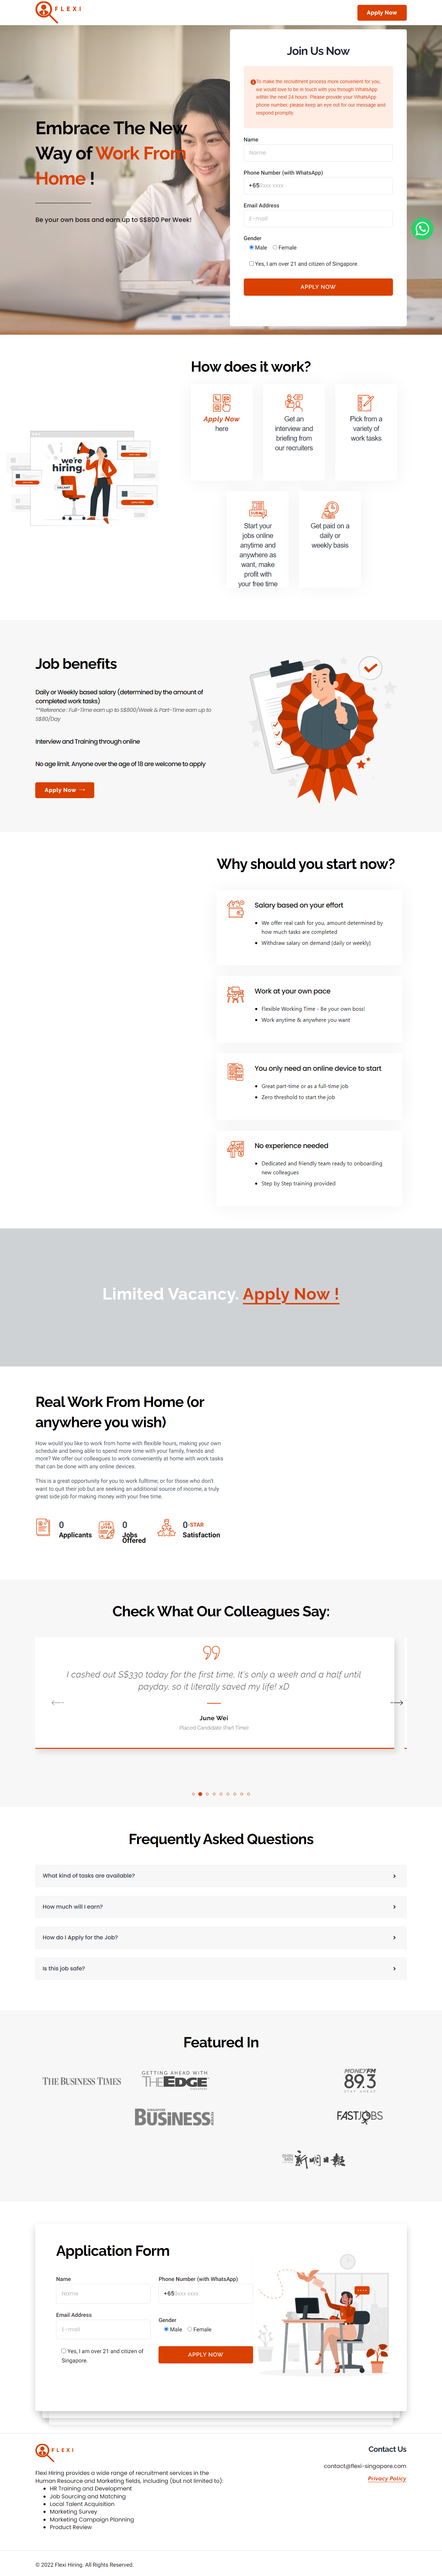 FLEXI
Apply Now
Embrace The New
Way of Work From
Home !
Be your own boss and earn up to S$800 Per Week!
Join Us Now
To make the recruitment process more convenient for you,
we would love to be in touch with you through WhatsApp
within the next 24 hours. Please provide your WhatsApp
phone number, please keep an eye out for our message and
respond promptly.
Name
Name
Phone Number (with WhatsApp)
+65 8xxx xxxx
Email Address
E-mail
Gender
Male Female
Yes, I am over 21 and citizen of Singapore.
APPLY NOW
How does it work?
we're
hiring.
VACANT
Apply Now
here
Get an
interview and
briefing from
our recruiters
Pick from a
variety of
work tasks
Start your
jobs online
anytime and
anywhere as
want, make
profit with
your free time
Get paid on a
daily or
weekly basis
Job benefits
Daily or Weekly based salary (determined by the amount of
completed work tasks)
**Reference : Full-Time earn up to S$800/Week & Part-Time earn up to
S$80/Day
Interview and Training through online
No age limit. Anyone over the age of 18 are welcome to apply
Apply Now →
Why should you start now?
Salary based on your effort
• We offer real cash for you, amount determined by
how much tasks are completed
• Withdraw salary on demand (daily or weekly)
Work at your own pace
• Flexible Working Time - Be your own boss!
• Work anytime & anywhere you want
You only need an online device to start
• Great part-time or as a full-time job
• Zero threshold to start the job
No experience needed
• Dedicated and friendly team ready to onboarding
new colleagues
• Step by Step training provided
Limited Vacancy. Apply Now !
Real Work From Home (or
anywhere you wish)
How would you like to work from home with flexible hours, making your own
schedule and being able to spend more time with your family, friends and
more? We offer our colleagues to work conveniently at home with work tasks
that can be done with any online devices.
This is a great opportunity for you to work fulltime; or for those who don't
want to quit their job but are seeking an additional source of income, a truly
great side job for making money with your free time.
0
Applicants
0
Jobs
Offered
0-STAR
Satisfaction
Check What Our Colleagues Say:
I cashed out S$330 today for the first time. It's only a week and a half until
payday, so it literally saved my life! xD
June Wei
Placed Candidate (Part Time)
Frequently Asked Questions
What kind of tasks are available?
How much will I earn?
How do I Apply for the Job?
Is this job safe?
Featured In
THE BUSINESS TIMES
GETTING AHEAD WITH
THE EDGE
MONEY FM
89.3
BUSINESS
FASTJOBS
新明日報
Application Form
Name
Name
Phone Number (with WhatsApp)
+65 8xxx xxxx
Email Address
E-mail
Gender
Male Female
Yes, I am over 21 and citizen of
Singapore.
APPLY NOW
FLEXI
Flexi Hiring provides a wide range of recruitment services in the
Human Resource and Marketing fields, including (but not limited to):
• HR Training and Development
• Job Sourcing and Matching
• Local Talent Acquisition
• Marketing Survey
• Marketing Campaign Planning
• Product Review
Contact Us
contact@flexi-singapore.com
Privacy Policy
© 2022 Flexi Hiring. All Rights Reserved.